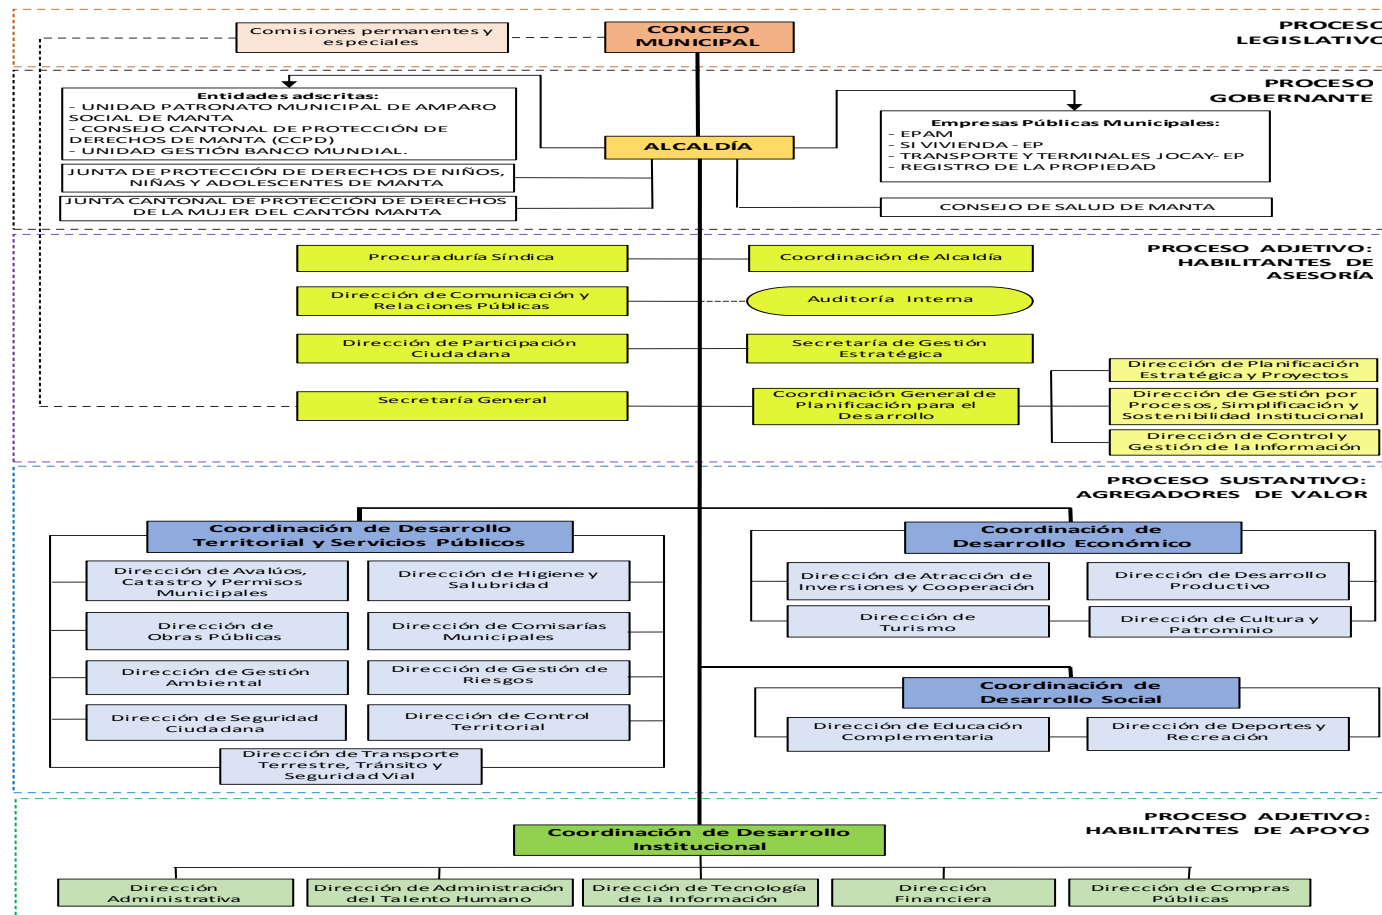 Comisiones permanentes y
especiales
CONCEJO
MUNICIPAL
PROCESO
LEGISLATIVO
PROCESO
GOBERNANTE
Entidades adscritas:
- UNIDAD PATRONATO MUNICIPAL DE AMPARO
SOCIAL DE MANTA
- CONSEJO CANTONAL DE PROTECCIÓN DE
DERECHOS DE MANTA (CCPD)
- UNIDAD GESTIÓN BANCO MUNDIAL.
ALCALDÍA
Empresas Públicas Municipales:
- EPAM
- SI VIVIENDA - EP
- TRANSPORTE Y TERMINALES JOCAY- EP
- REGISTRO DE LA PROPIEDAD
JUNTA DE PROTECCIÓN DE DERECHOS DE NIÑOS,
NIÑAS Y ADOLESCENTES DE MANTA
JUNTA CANTONAL DE PROTECCIÓN DE DERECHOS
DE LA MUJER DEL CANTÓN MANTA
CONSEJO DE SALUD DE MANTA
PROCESO ADJETIVO:
HABILITANTES DE
ASESORÍA
Procuraduría Síndica
Coordinación de Alcaldía
Dirección de Comunicación y
Relaciones Públicas
Auditoría Interna
Dirección de Participación
Ciudadana
Secretaría de Gestión
Estratégica
Secretaría General
Coordinación General de
Planificación para el
Desarrollo
Dirección de Planificación
Estratégica y Proyectos
Dirección de Gestión por
Procesos, Simplificación y
Sostenibilidad Institucional
Dirección de Control y
Gestión de la Información
PROCESO SUSTANTIVO:
AGREGADORES DE VALOR
Coordinación de Desarrollo
Territorial y Servicios Públicos
Dirección de Avalúos,
Catastro y Permisos
Municipales
Dirección de Higiene y
Salubridad
Dirección de
Obras Públicas
Dirección de Comisarías
Municipales
Dirección de Gestión
Ambiental
Dirección de Gestión de
Riesgos
Dirección de Seguridad
Ciudadana
Dirección de Control
Territorial
Dirección de Transporte
Terrestre, Tránsito y
Seguridad Vial
Coordinación de
Desarrollo Económico
Dirección de Atracción de
Inversiones y Cooperación
Dirección de Desarrollo
Productivo
Dirección de
Turismo
Dirección de Cultura y
Patrominio
Coordinación de
Desarrollo Social
Dirección de Educación
Complementaria
Dirección de Deportes y
Recreación
PROCESO ADJETIVO:
HABILITANTES DE APOYO
Coordinación de Desarrollo
Institucional
Dirección
Administrativa
Dirección de Administración
del Talento Humano
Dirección de Tecnología
de la Información
Dirección
Financiera
Dirección de Compras
Públicas